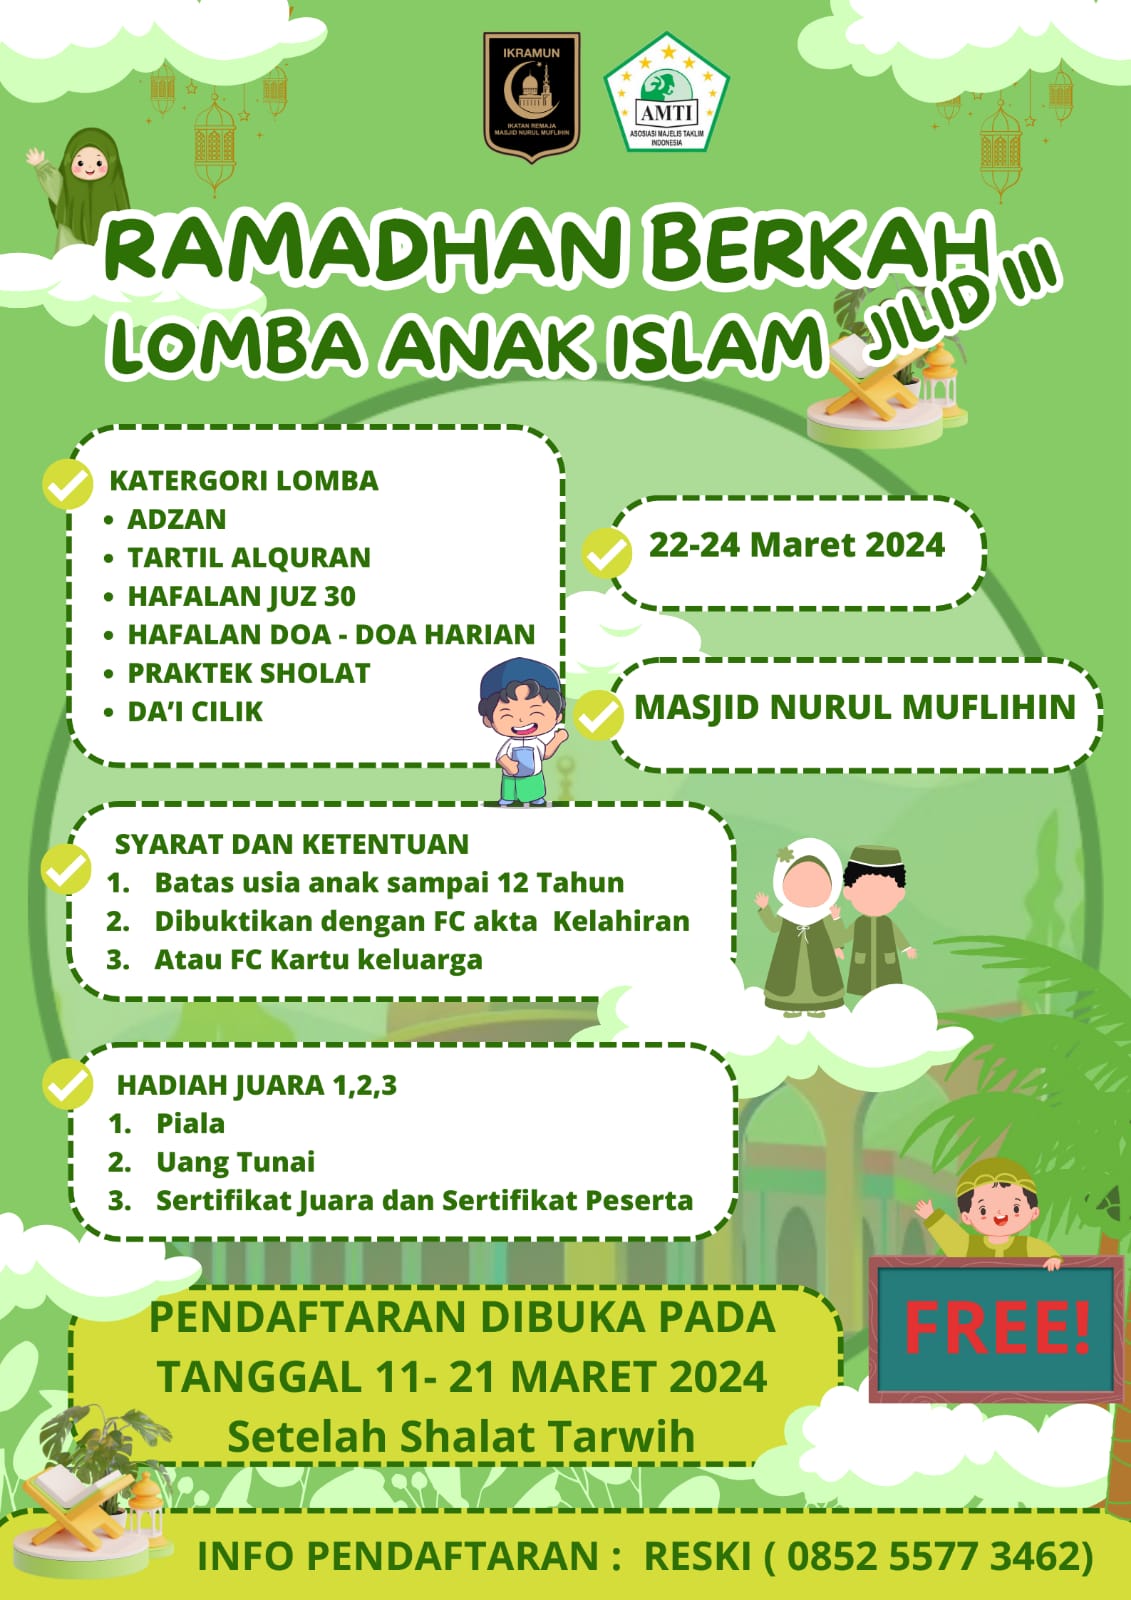 IKRAMUN
IKATAN REMAJA
MASJID NURUL MUFLIHIN
AMTI
ASOSIASI MAJELIS TAKLIM
INDONESIA
RAMADHAN BERKAH
LOMBA ANAK ISLAM JILID III
KATERGORI LOMBA
• ADZAN
• TARTIL ALQURAN
• HAFALAN JUZ 30
• HAFALAN DOA - DOA HARIAN
• PRAKTEK SHOLAT
• DA'I CILIK
22-24 Maret 2024
MASJID NURUL MUFLIHIN
SYARAT DAN KETENTUAN
1. Batas usia anak sampai 12 Tahun
2. Dibuktikan dengan FC akta Kelahiran
3. Atau FC Kartu keluarga
HADIAH JUARA 1,2,3
1. Piala
2. Uang Tunai
3. Sertifikat Juara dan Sertifikat Peserta
PENDAFTARAN DIBUKA PADA
TANGGAL 11- 21 MARET 2024
Setelah Shalat Tarwih
FREE!
INFO PENDAFTARAN : RESKI ( 0852 5577 3462)